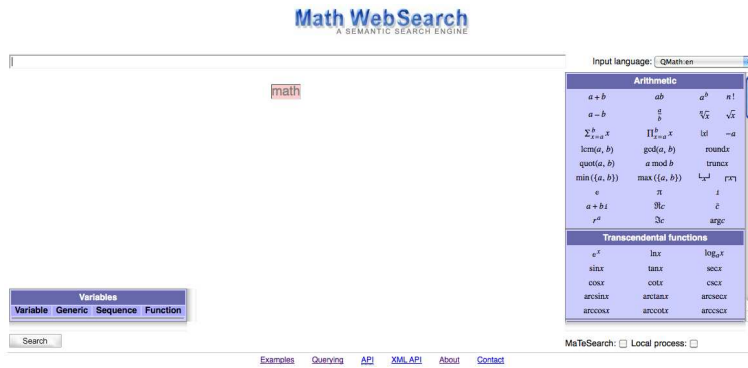 Math WebSearch
A SEMANTIC SEARCH ENGINE
Input language: QMath:en
math
Arithmetic
a + b ab a^b n!
a − b a/b ⁿ√x √x
Σ_{x=a}^b x Π_{x=a}^b x |x| −a
lcm(a, b) gcd(a, b) roundx
quot(a, b) a mod b truncx
min ({a, b}) max ({a, b}) ⌊x⌋ ⌈x⌉
e π ı
a + bı ℜc c̄
r^a ℑc argc
Transcendental functions
e^x lnx log_a x
sinx tanx secx
cosx cotx cscx
arcsinx arctanx arcsecx
arccosx arccotx arccscx
Variables
Variable Generic Sequence Function
Search
MaTeSearch: Local process:
Examples Querying API XML API About Contact